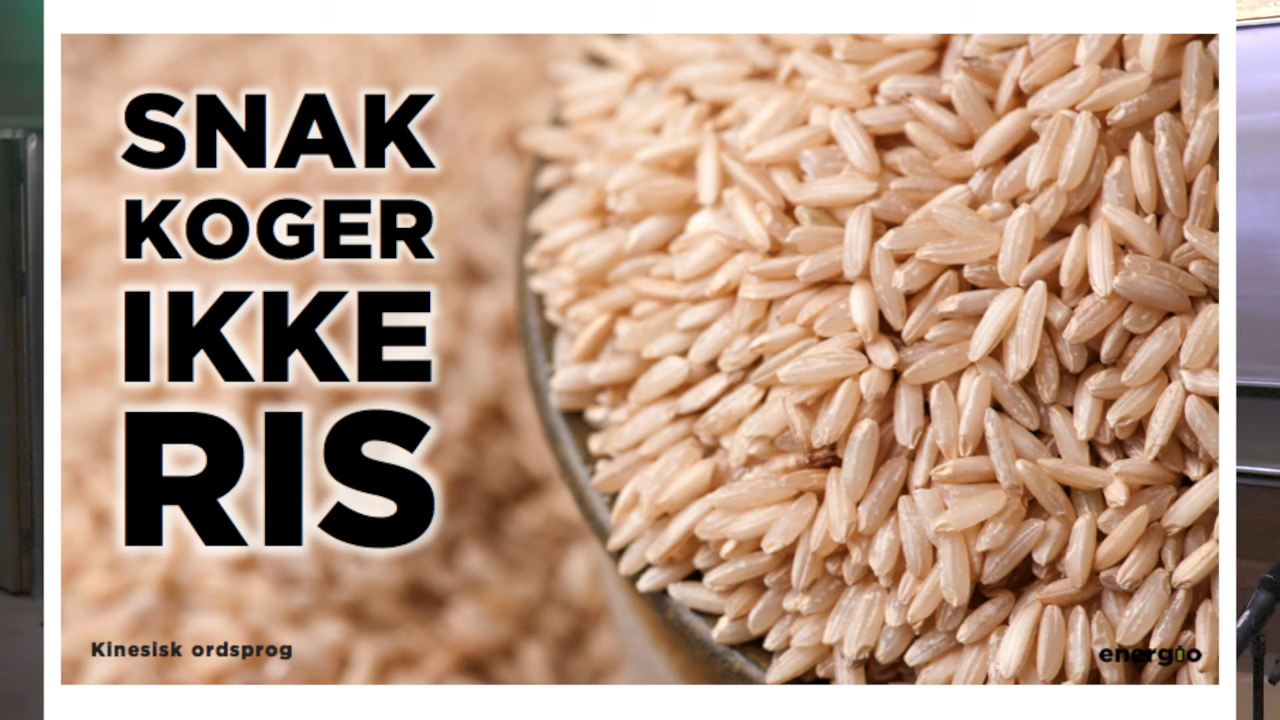 SNAK
KOGER
IKKE
RIS
Kinesisk ordsprog
energio